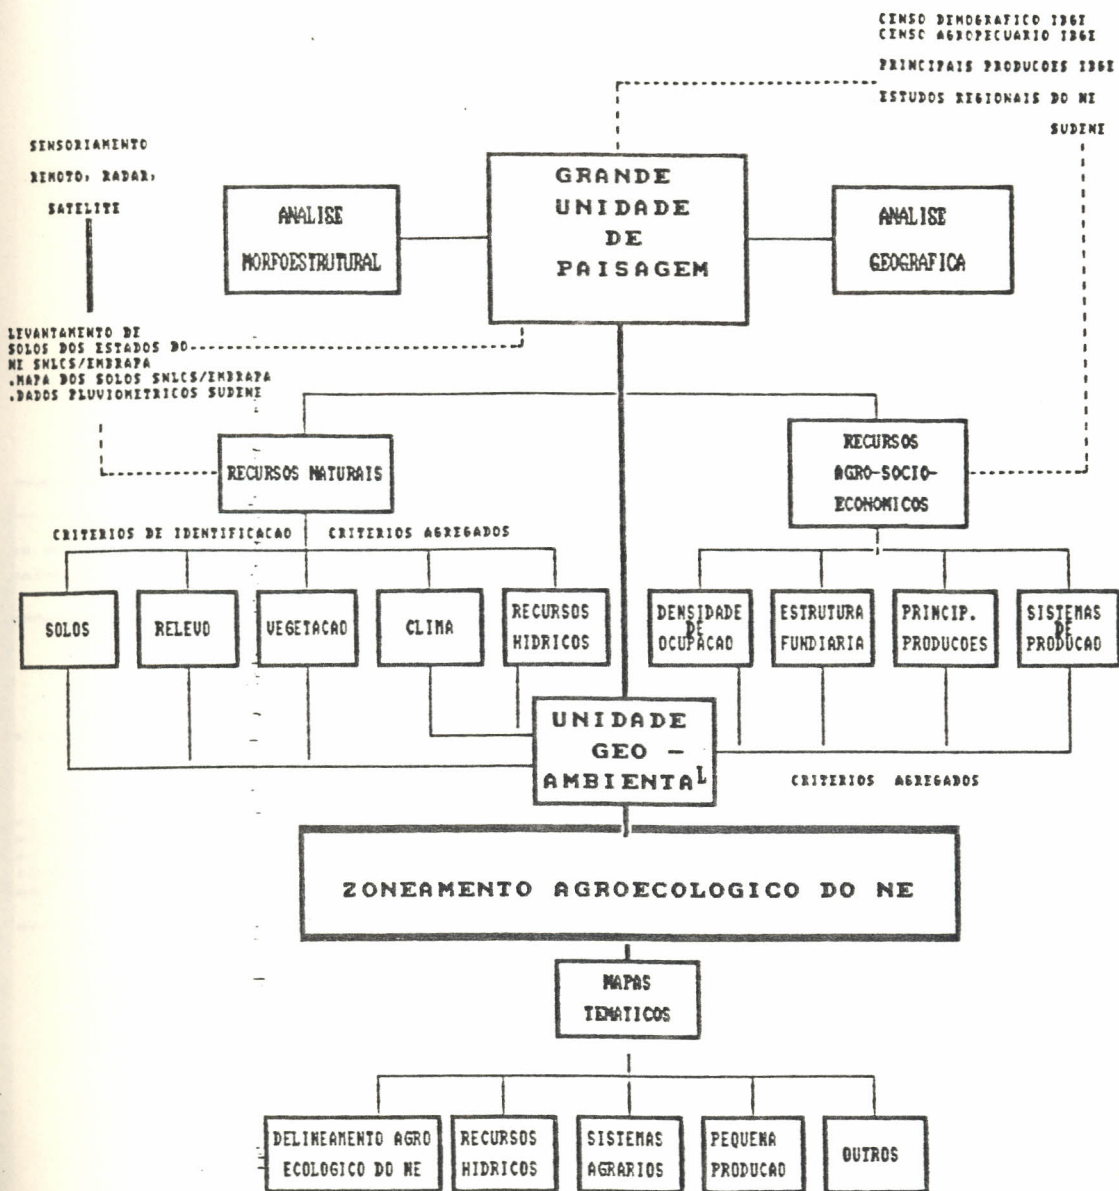 CENSO DEMOGRAFICO IBGE
CENSO AGROPECUARIO IBGE
PRINCIPAIS PRODUCOES IBGE
ESTUDOS REGIONAIS DO NE
SUDENE
SENSORIAMENTO
REMOTO, RADAR,
SATELITE
GRANDE
UNIDADE
DE
PAISAGEM
ANALISE
MORFOESTRUTURAL
ANALISE
GEOGRAFICA
LEVANTAMENTO DE
SOLOS DOS ESTADOS DO
NE SNLCS/EMBRAPA
.MAPA DOS SOLOS SNLCS/EMBRAPA
.DADOS PLUVIOMETRICOS SUDENE
RECURSOS NATURAIS
RECURSOS
AGRO-SOCIO-
ECONOMICOS
CRITERIOS DE IDENTIFICACAO
CRITERIOS AGREGADOS
SOLOS
RELEVO
VEGETACAO
CLIMA
RECURSOS
HIDRICOS
DENSIDADE
DE
OCUPACAO
ESTRUTURA
FUNDIARIA
PRINCIP.
PRODUCOES
SISTEMAS
DE
PRODUCAO
UNIDADE
GEO -
AMBIENTAL
CRITERIOS AGREGADOS
ZONEAMENTO AGROECOLOGICO DO NE
MAPAS
TEMATICOS
DELINEAMENTO AGRO
ECOLOGICO DO NE
RECURSOS
HIDRICOS
SISTEMAS
AGRARIOS
PEQUENA
PRODUCAO
OUTROS